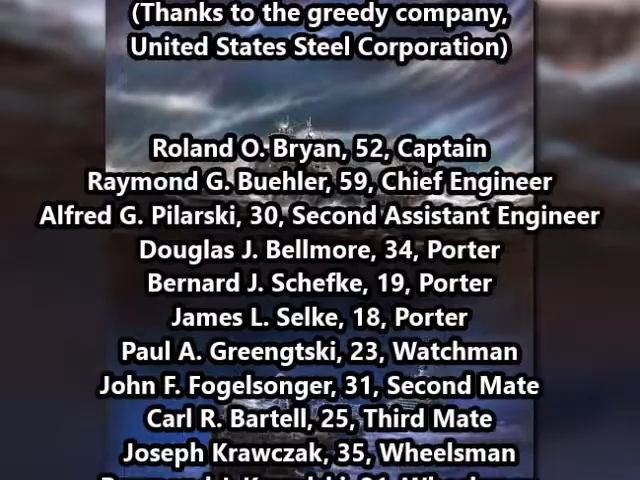 (Thanks to the greedy company,
United States Steel Corporation)
Roland O. Bryan, 52, Captain
Raymond G. Buehler, 59, Chief Engineer
Alfred G. Pilarski, 30, Second Assistant Engineer
Douglas J. Bellmore, 34, Porter
Bernard J. Schefke, 19, Porter
James L. Selke, 18, Porter
Paul A. Greengtski, 23, Watchman
John F. Fogelsonger, 31, Second Mate
Carl R. Bartell, 25, Third Mate
Joseph Krawczak, 35, Wheelsman